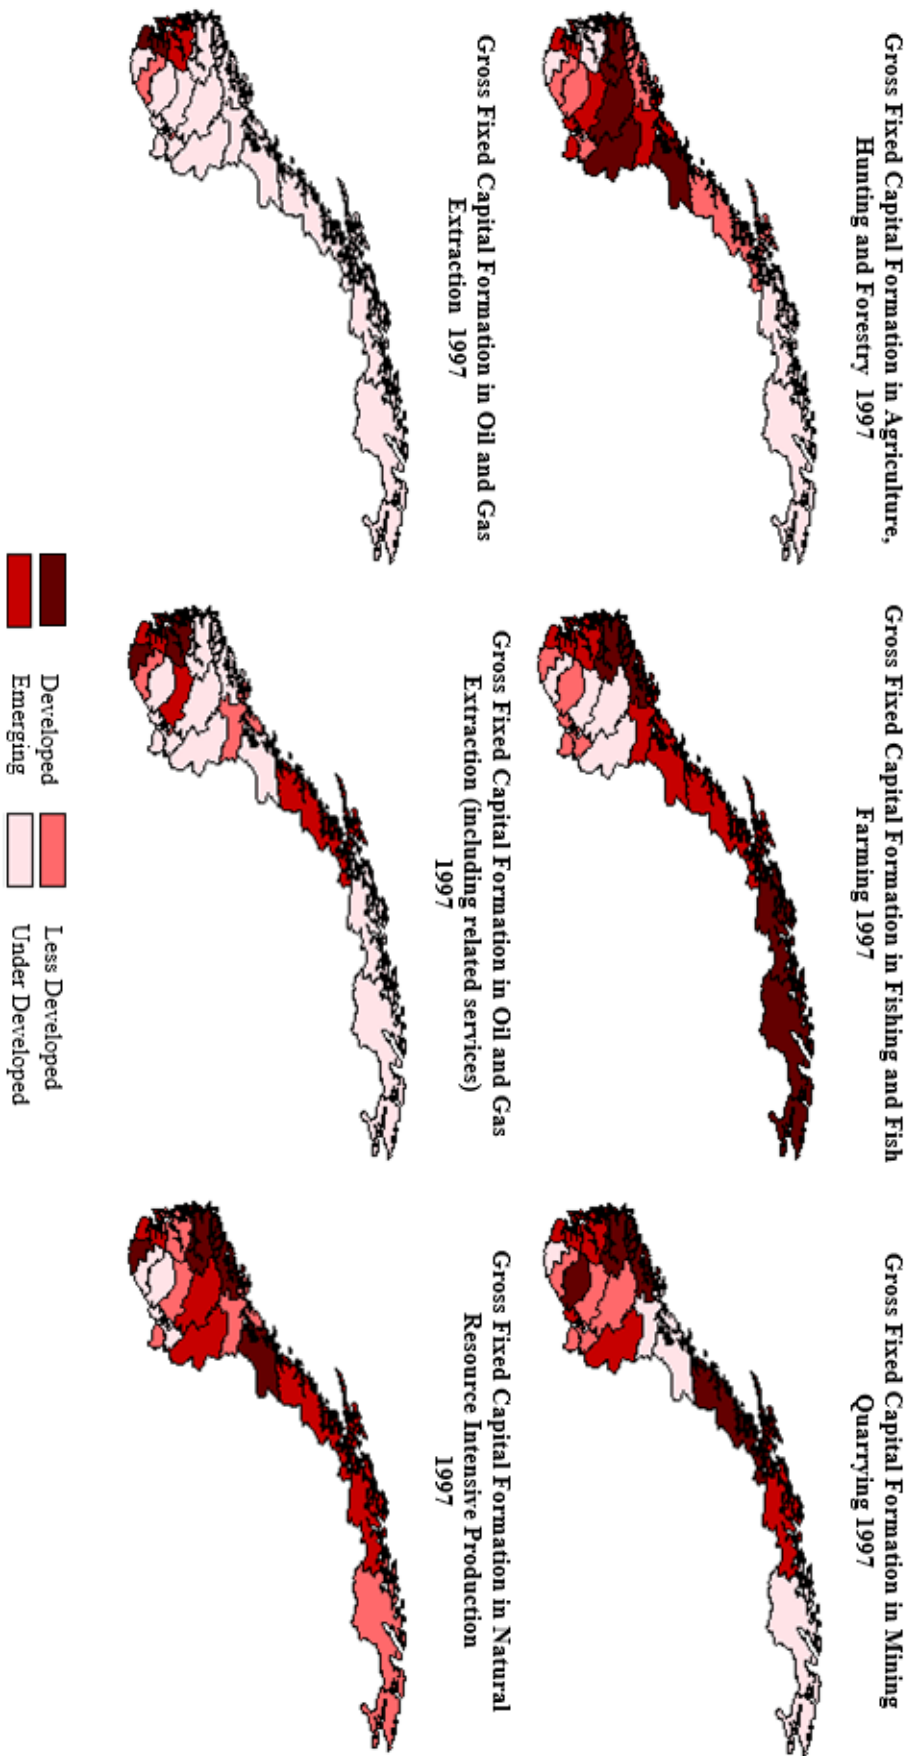 Gross Fixed Capital Formation in Agriculture,
Hunting and Forestry 1997
Gross Fixed Capital Formation in Fishing and Fish
Farming 1997
Gross Fixed Capital Formation in Mining
Quarrying 1997
Gross Fixed Capital Formation in Oil and Gas
Extraction 1997
Gross Fixed Capital Formation in Oil and Gas
Extraction (including related services)
1997
Gross Fixed Capital Formation in Natural
Resource Intensive Production
1997
Developed
Less Developed
Emerging
Under Developed